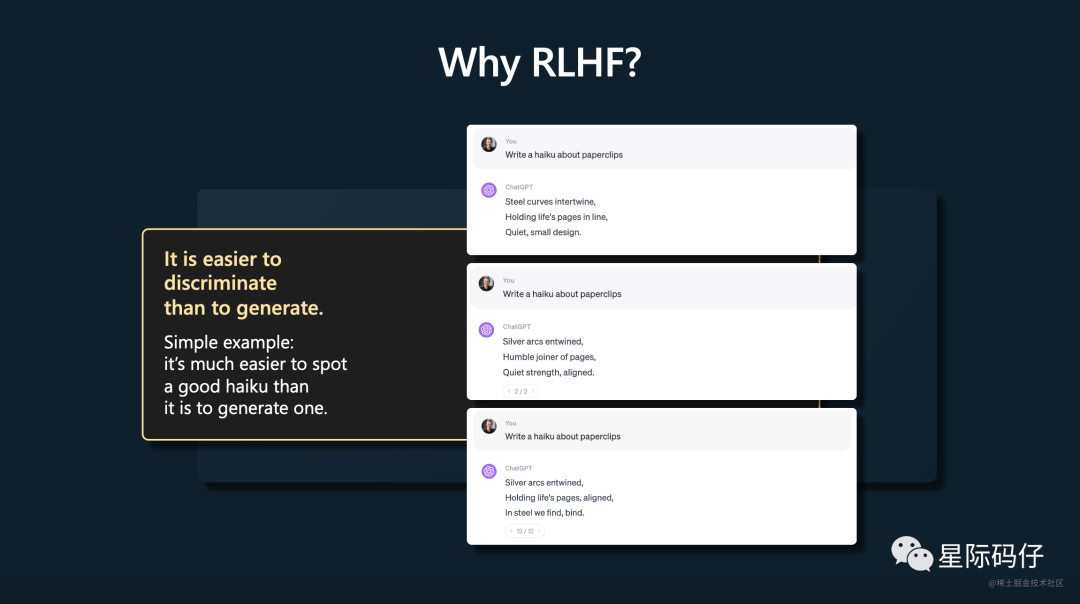 Why RLHF?
It is easier to
discriminate
than to generate.
Simple example:
it's much easier to spot
a good haiku than
it is to generate one.
You
Write a haiku about paperclips
ChatGPT
Steel curves intertwine,
Holding life's pages in line,
Quiet, small design.
You
Write a haiku about paperclips
ChatGPT
Silver arcs entwined,
Humble joiner of pages,
Quiet strength, aligned.
2 / 2
You
Write a haiku about paperclips
ChatGPT
Silver arcs entwined,
Holding life's pages, aligned,
In steel we find, bind.
12 / 12
星际码仔
@稀土掘金技术社区